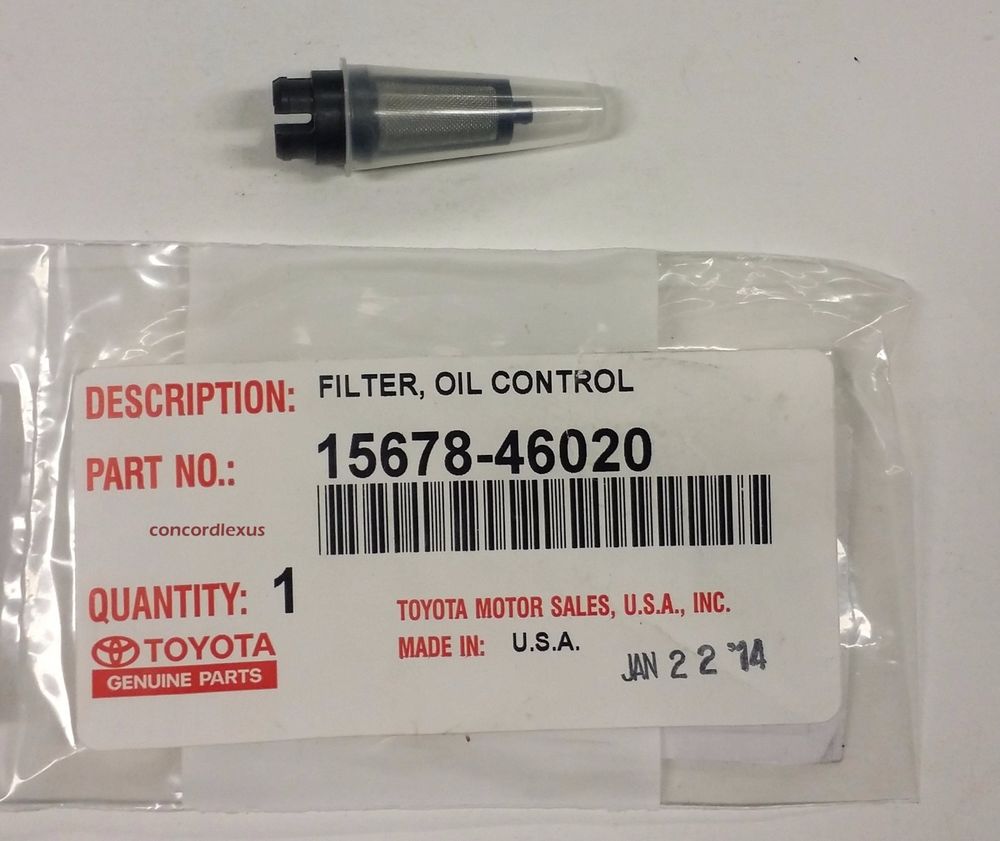 DESCRIPTION: FILTER, OIL CONTROL
PART NO.: 15678-46020
concordlexus
QUANTITY: 1
TOYOTA MOTOR SALES, U.S.A., INC.
MADE IN: U.S.A.
TOYOTA
GENUINE PARTS
JAN 22 '14